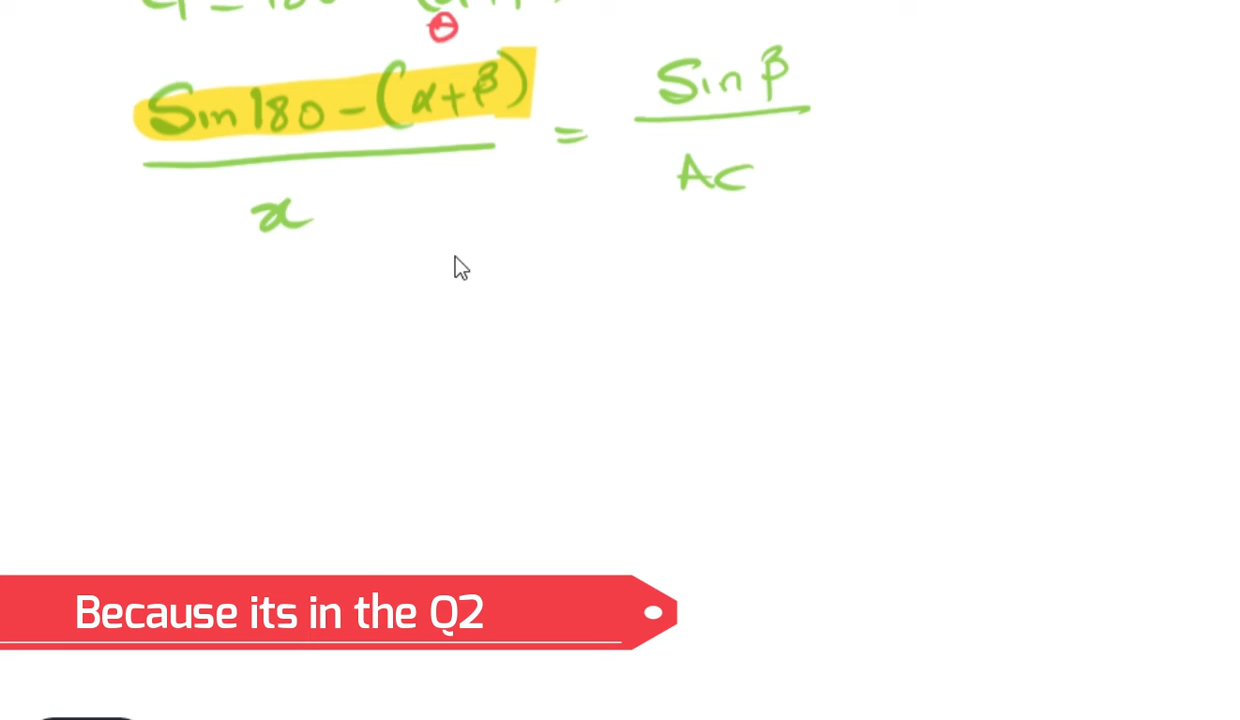 θ
Sin 180 - (α+β) / x = Sin β / AC
Because its in the Q2